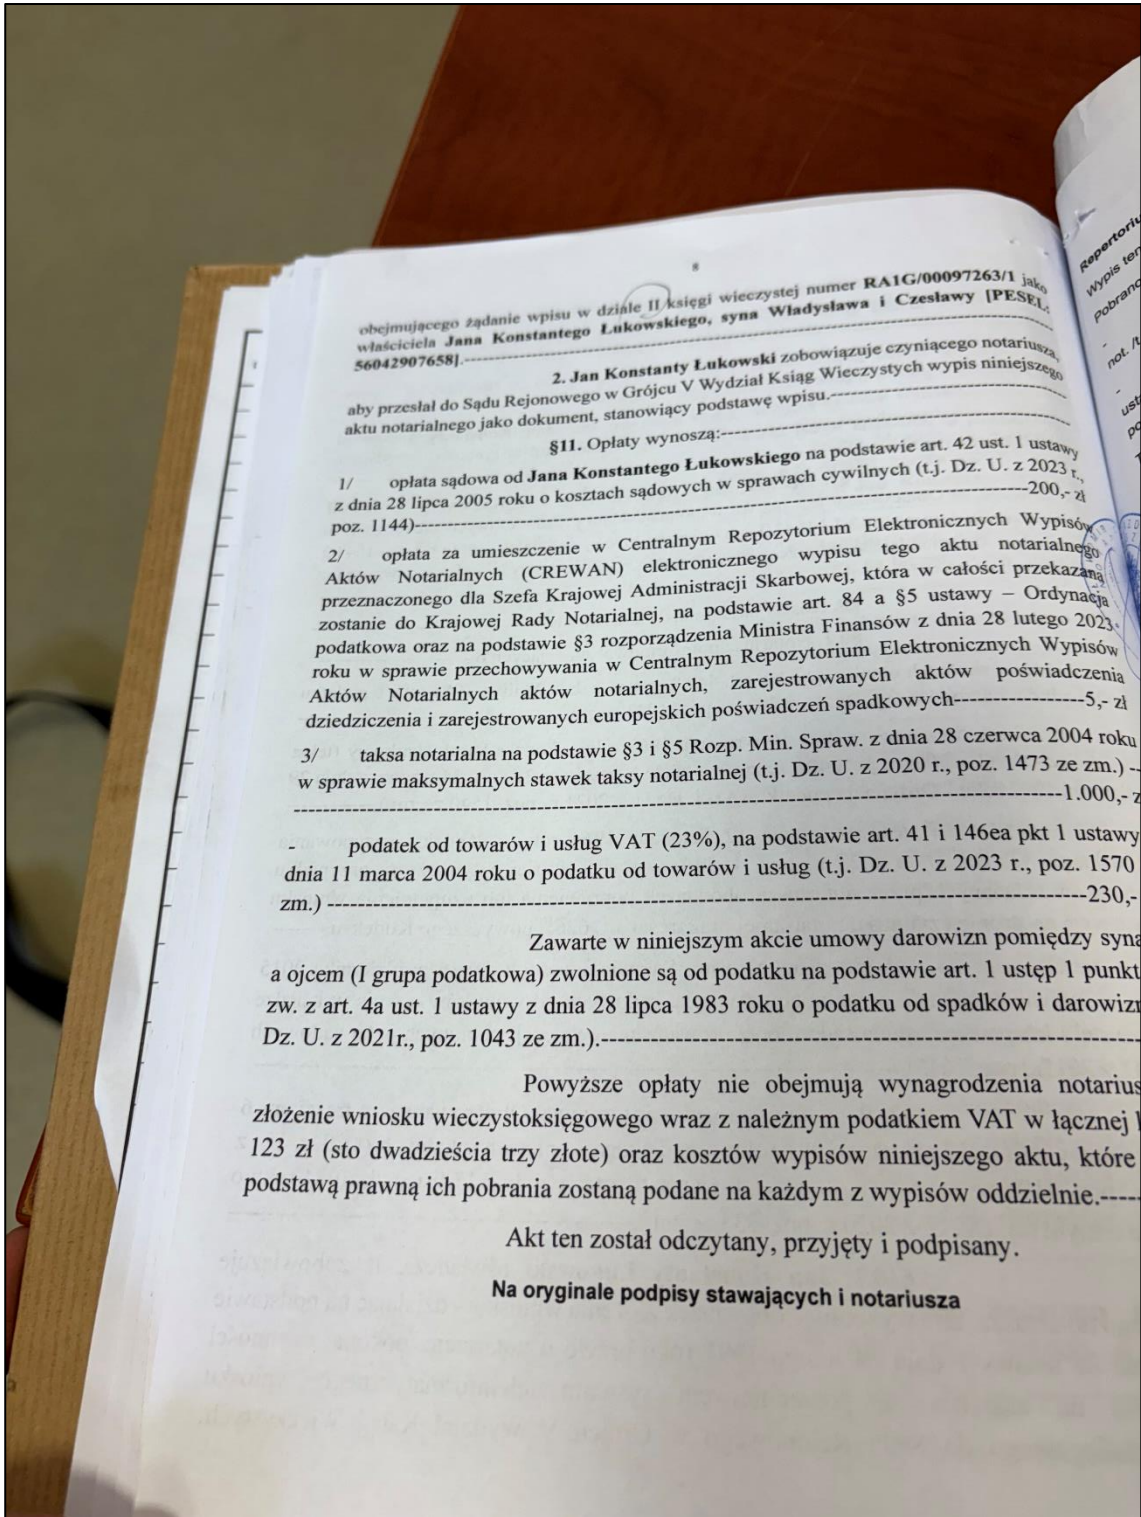 8
obejmującego żądanie wpisu w dziale II księgi wieczystej numer RA1G/00097263/1 jako
właściciela Jana Konstantego Łukowskiego, syna Władysława i Czesławy [PESEL:
56042907658].-----------------------------------------------
2. Jan Konstanty Łukowski zobowiązuje czyniącego notariusza,
aby przesłał do Sądu Rejonowego w Grójcu V Wydział Ksiąg Wieczystych wypis niniejszego
aktu notarialnego jako dokument, stanowiący podstawę wpisu.-----------------------
§11. Opłaty wynoszą:-----------------------------------
1/ opłata sądowa od Jana Konstantego Łukowskiego na podstawie art. 42 ust. 1 ustawy
z dnia 28 lipca 2005 roku o kosztach sądowych w sprawach cywilnych (t.j. Dz. U. z 2023 r.,
poz. 1144)-----------------------------------------------200,- zł
2/ opłata za umieszczenie w Centralnym Repozytorium Elektronicznych Wypisów
Aktów Notarialnych (CREWAN) elektronicznego wypisu tego aktu notarialnego
przeznaczonego dla Szefa Krajowej Administracji Skarbowej, która w całości przekazana
zostanie do Krajowej Rady Notarialnej, na podstawie art. 84 a §5 ustawy – Ordynacja
podatkowa oraz na podstawie §3 rozporządzenia Ministra Finansów z dnia 28 lutego 2023
roku w sprawie przechowywania w Centralnym Repozytorium Elektronicznych Wypisów
Aktów Notarialnych aktów notarialnych, zarejestrowanych aktów poświadczenia
dziedziczenia i zarejestrowanych europejskich poświadczeń spadkowych-----------------5,- zł
3/ taksa notarialna na podstawie §3 i §5 Rozp. Min. Spraw. z dnia 28 czerwca 2004 roku
w sprawie maksymalnych stawek taksy notarialnej (t.j. Dz. U. z 2020 r., poz. 1473 ze zm.) --
-----------------------------------------------1.000,- z
- podatek od towarów i usług VAT (23%), na podstawie art. 41 i 146ea pkt 1 ustawy
dnia 11 marca 2004 roku o podatku od towarów i usług (t.j. Dz. U. z 2023 r., poz. 1570
zm.) -----------------------------------------------230,-
Zawarte w niniejszym akcie umowy darowizn pomiędzy syna
a ojcem (I grupa podatkowa) zwolnione są od podatku na podstawie art. 1 ustęp 1 punkt
zw. z art. 4a ust. 1 ustawy z dnia 28 lipca 1983 roku o podatku od spadków i darowizn
Dz. U. z 2021r., poz. 1043 ze zm.).-----------------------------------------------
Powyższe opłaty nie obejmują wynagrodzenia notarius
złożenie wniosku wieczystoksięgowego wraz z należnym podatkiem VAT w łącznej
123 zł (sto dwadzieścia trzy złote) oraz kosztów wypisów niniejszego aktu, które
podstawą prawną ich pobrania zostaną podane na każdym z wypisów oddzielnie.-----
Akt ten został odczytany, przyjęty i podpisany.
Na oryginale podpisy stawających i notariusza
Repertoriu
Wypis ten
pobrano
-
not. /t
-
ust
po